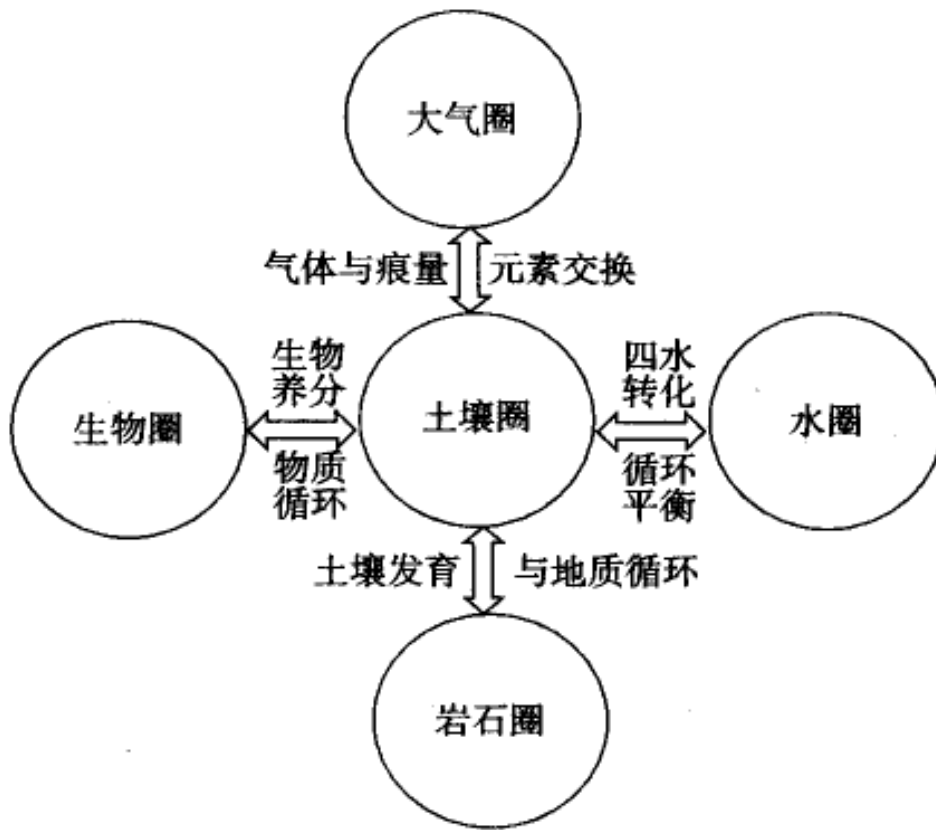 大气圈
气体与痕量 元素交换
生物
养分
四水
转化
生物圈
土壤圈
水圈
物质
循环
循环
平衡
土壤发育 与地质循环
岩石圈